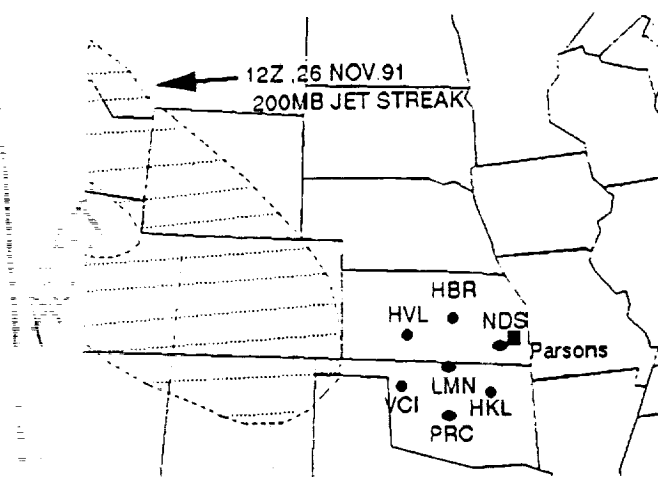 12Z ,26 NOV.91
200MB JET STREAK
HBR
HVL
NDS
Parsons
LMN
VCI
HKL
PRC